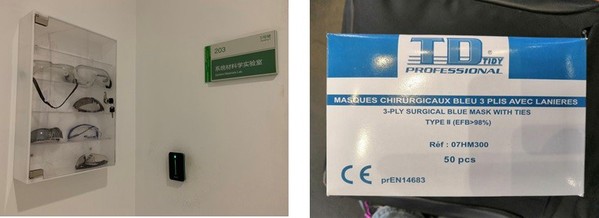 203
TD
TIDY
PROFESSIONAL
MASQUES CHIRURGICAUX BLEU 3 PLIS AVEC LANIERES
3-PLY SURGICAL BLUE MASK WITH TIES
TYPE II (EFB>98%)
Réf : 07HM300
50 pcs
CE
prEN14683